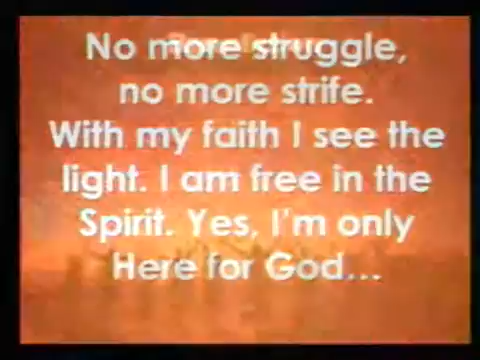 No more struggle,
no more strife.
With my faith I see the
light. I am free in the
Spirit. Yes, I'm only
Here for God...